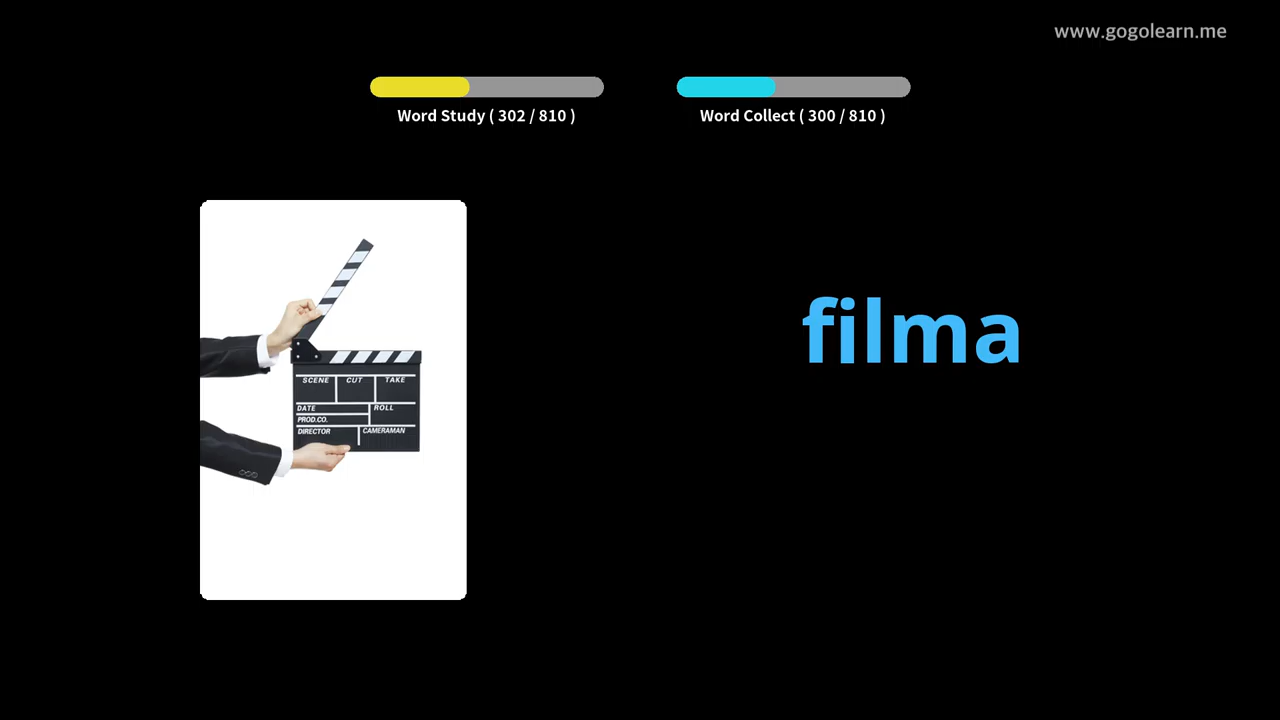 www.gogolearn.me
Word Study ( 302 / 810 )
Word Collect ( 300 / 810 )
SCENE CUT TAKE
DATE ROLL
PROD.CO.
DIRECTOR CAMERAMAN
filma